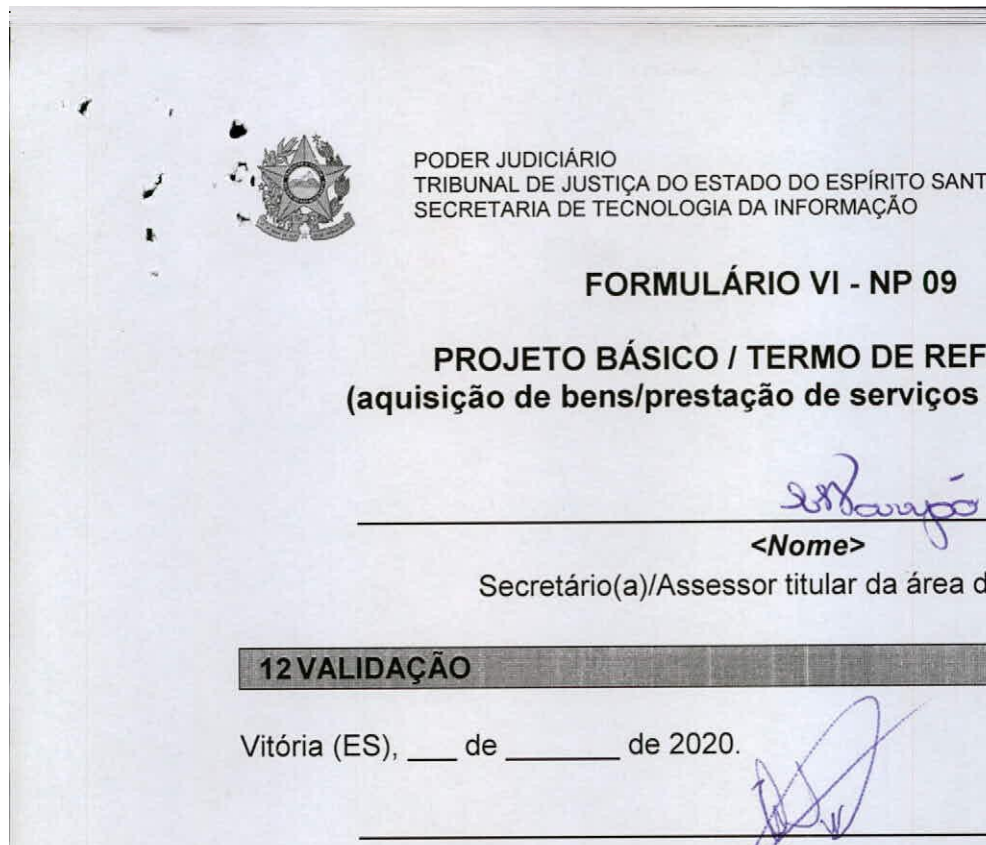 PODER JUDICIÁRIO
TRIBUNAL DE JUSTIÇA DO ESTADO DO ESPÍRITO SANT
SECRETARIA DE TECNOLOGIA DA INFORMAÇÃO
FORMULÁRIO VI - NP 09
PROJETO BÁSICO / TERMO DE REF
(aquisição de bens/prestação de serviços
<Nome>
Secretário(a)/Assessor titular da área d
12 VALIDAÇÃO
Vitória (ES), ___ de _______ de 2020.